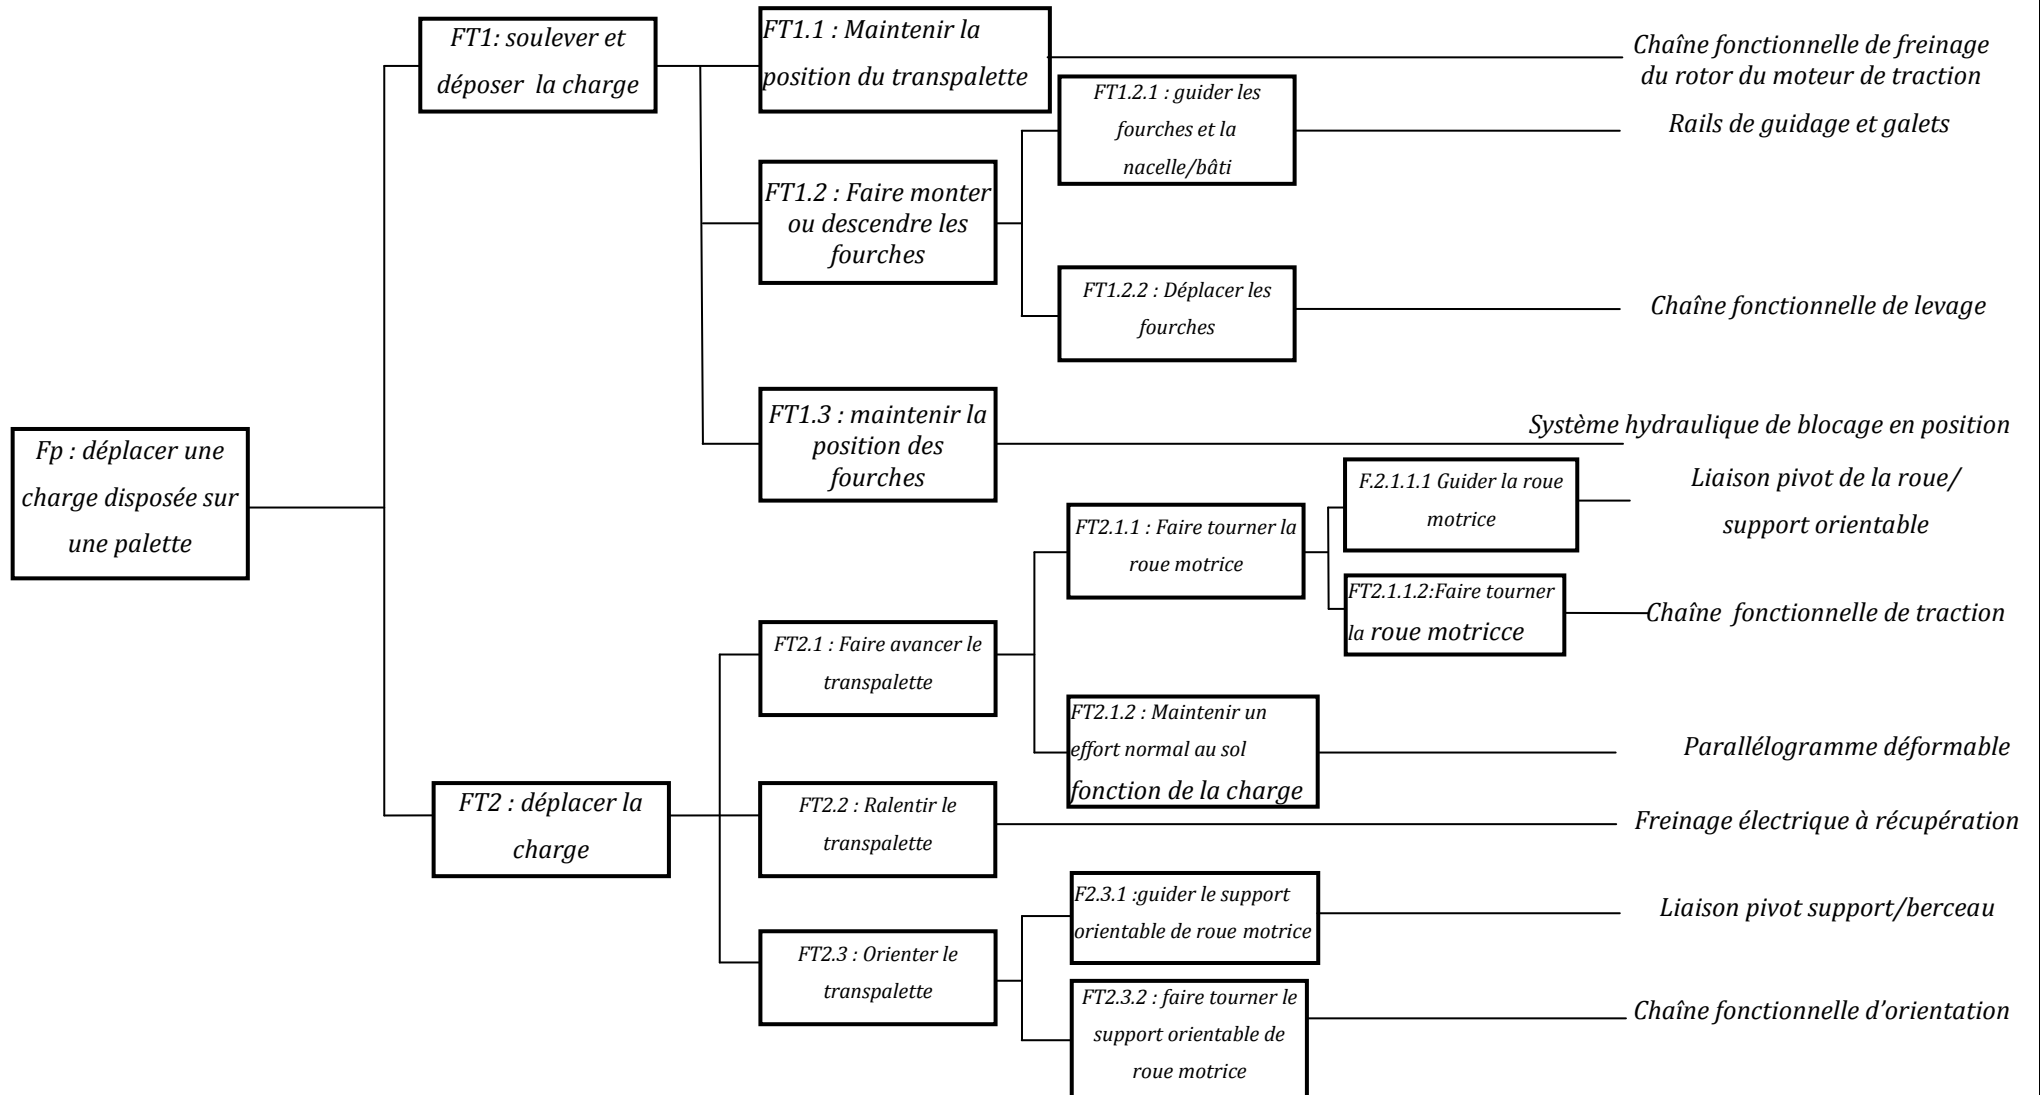 Fp : déplacer une
charge disposée sur
une palette
FT1: soulever et
déposer la charge
FT1.1 : Maintenir la
position du transpalette
Chaîne fonctionnelle de freinage
du rotor du moteur de traction
FT1.2 : Faire monter
ou descendre les
fourches
FT1.2.1 : guider les
fourches et la
nacelle/bâti
Rails de guidage et galets
FT1.2.2 : Déplacer les
fourches
Chaîne fonctionnelle de levage
FT1.3 : maintenir la
position des
fourches
Système hydraulique de blocage en position
FT2 : déplacer la
charge
FT2.1 : Faire avancer le
transpalette
FT2.1.1 : Faire tourner la
roue motrice
F.2.1.1.1 Guider la roue
motrice
Liaison pivot de la roue/
support orientable
FT2.1.1.2:Faire tourner
la roue motricce
Chaîne fonctionnelle de traction
FT2.1.2 : Maintenir un
effort normal au sol
fonction de la charge
Parallélogramme déformable
FT2.2 : Ralentir le
transpalette
Freinage électrique à récupération
FT2.3 : Orienter le
transpalette
F2.3.1 :guider le support
orientable de roue motrice
Liaison pivot support/berceau
FT2.3.2 : faire tourner le
support orientable de
roue motrice
Chaîne fonctionnelle d'orientation